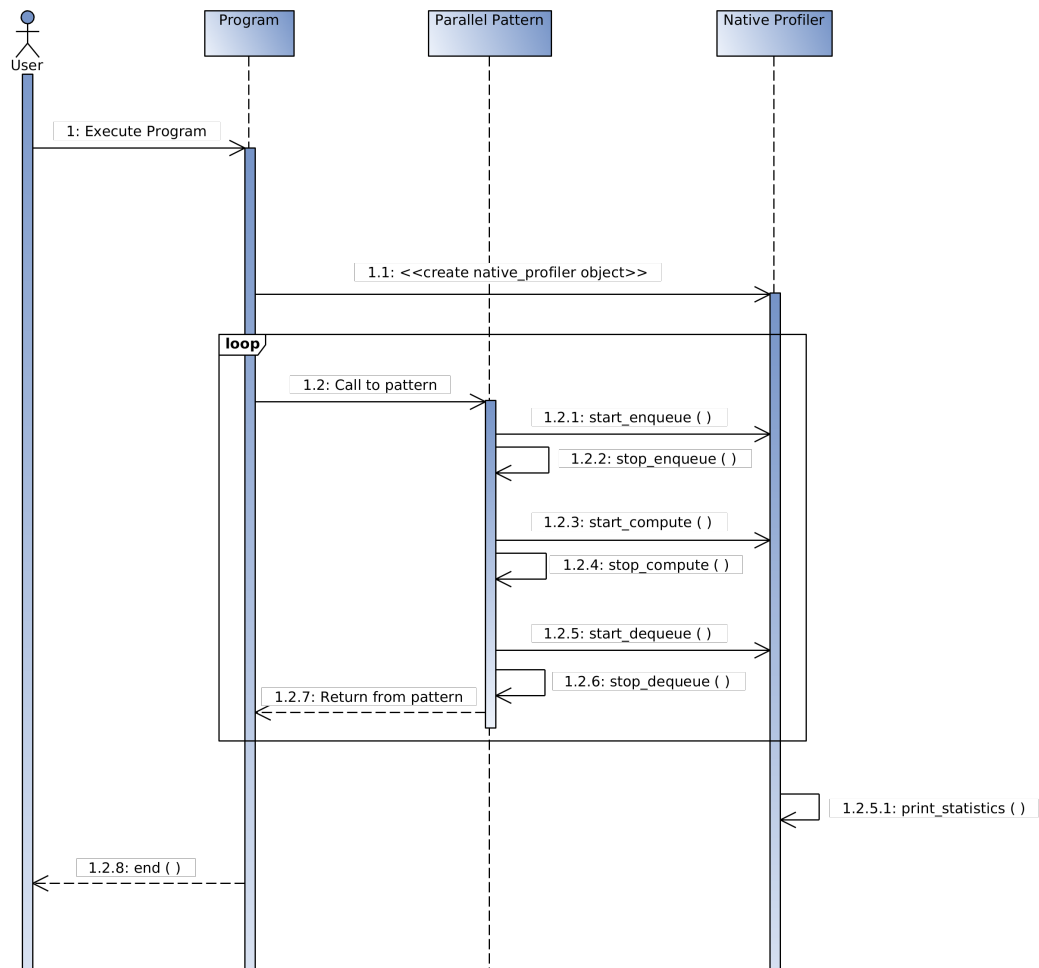 Program
Parallel Pattern
Native Profiler
User
1: Execute Program
1.1: <<create native_profiler object>>
loop
1.2: Call to pattern
1.2.1: start_enqueue ( )
1.2.2: stop_enqueue ( )
1.2.3: start_compute ( )
1.2.4: stop_compute ( )
1.2.5: start_dequeue ( )
1.2.6: stop_dequeue ( )
1.2.7: Return from pattern
1.2.5.1: print_statistics ( )
1.2.8: end ( )